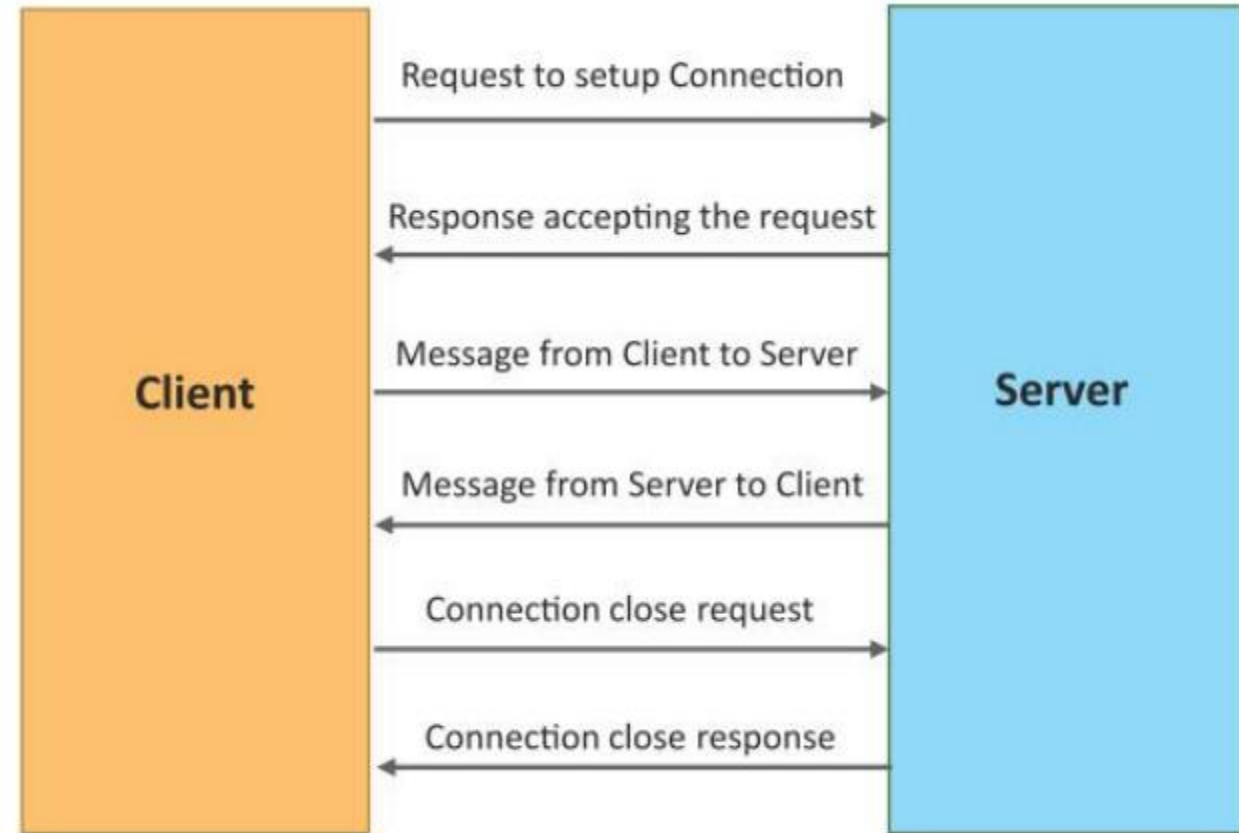 Request to setup Connection
Response accepting the request
Message from Client to Server
Client
Server
Message from Server to Client
Connection close request
Connection close response